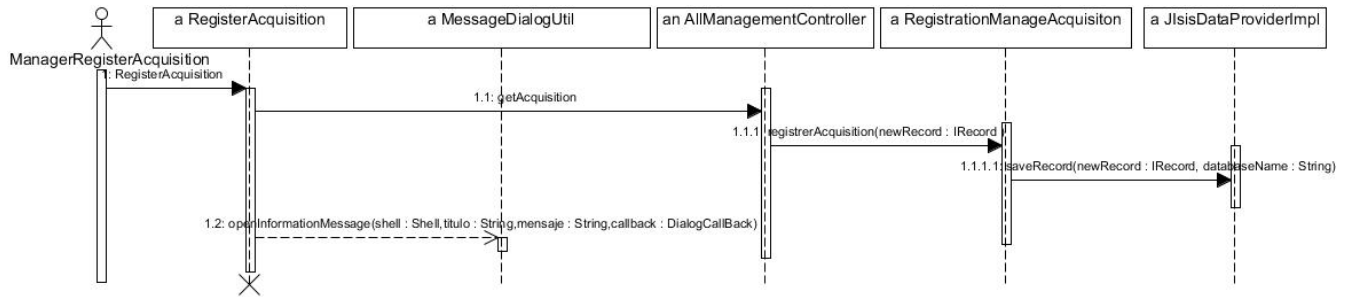 a RegisterAcquisition
a MessageDialogUtil
an AllManagementController
a RegistrationManageAcquisiton
a JIsisDataProviderImpl
ManagerRegisterAcquisition
1: RegisterAcquisition
1.1: getAcquisition
1.1.1: registrerAcquisition(newRecord : IRecord )
1.1.1.1: saveRecord(newRecord : IRecord, databaseName : String)
1.2: openInformationMessage(shell : Shell,titulo : String,mensaje : String,callback : DialogCallBack)